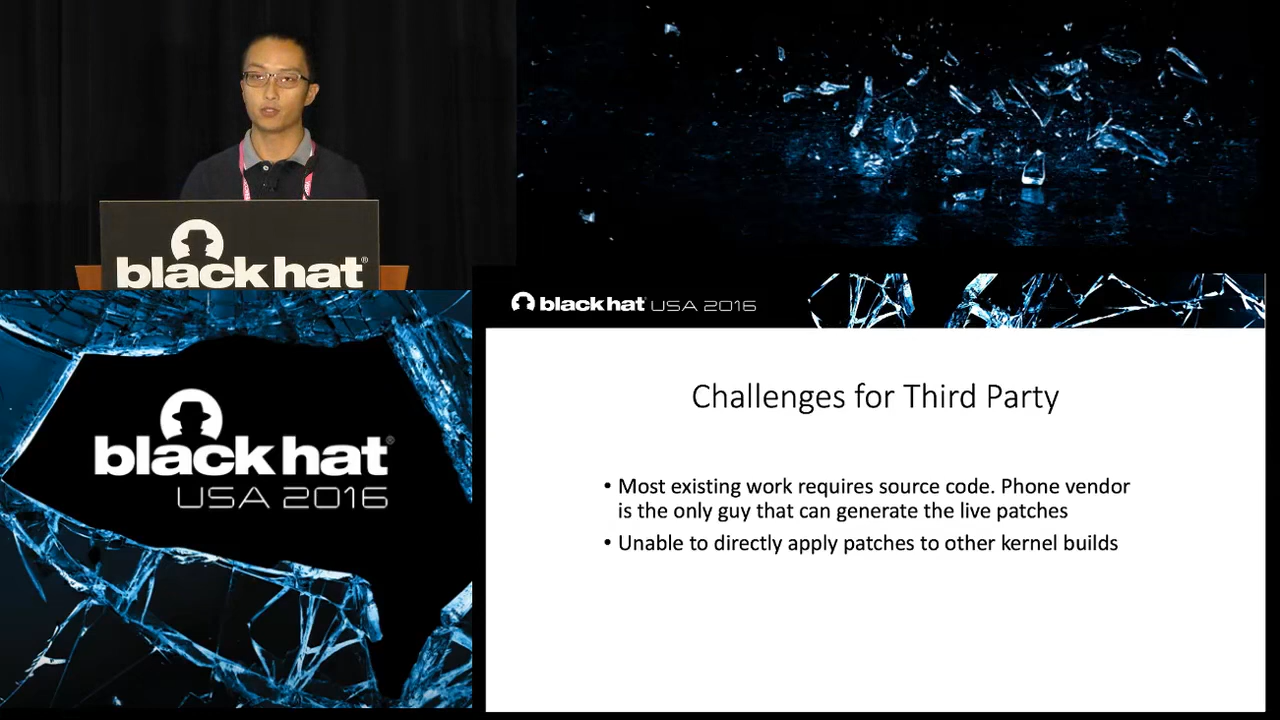 black hat®
black hat®
USA 2016
black hat USA 2016
Challenges for Third Party
• Most existing work requires source code. Phone vendor
is the only guy that can generate the live patches
• Unable to directly apply patches to other kernel builds